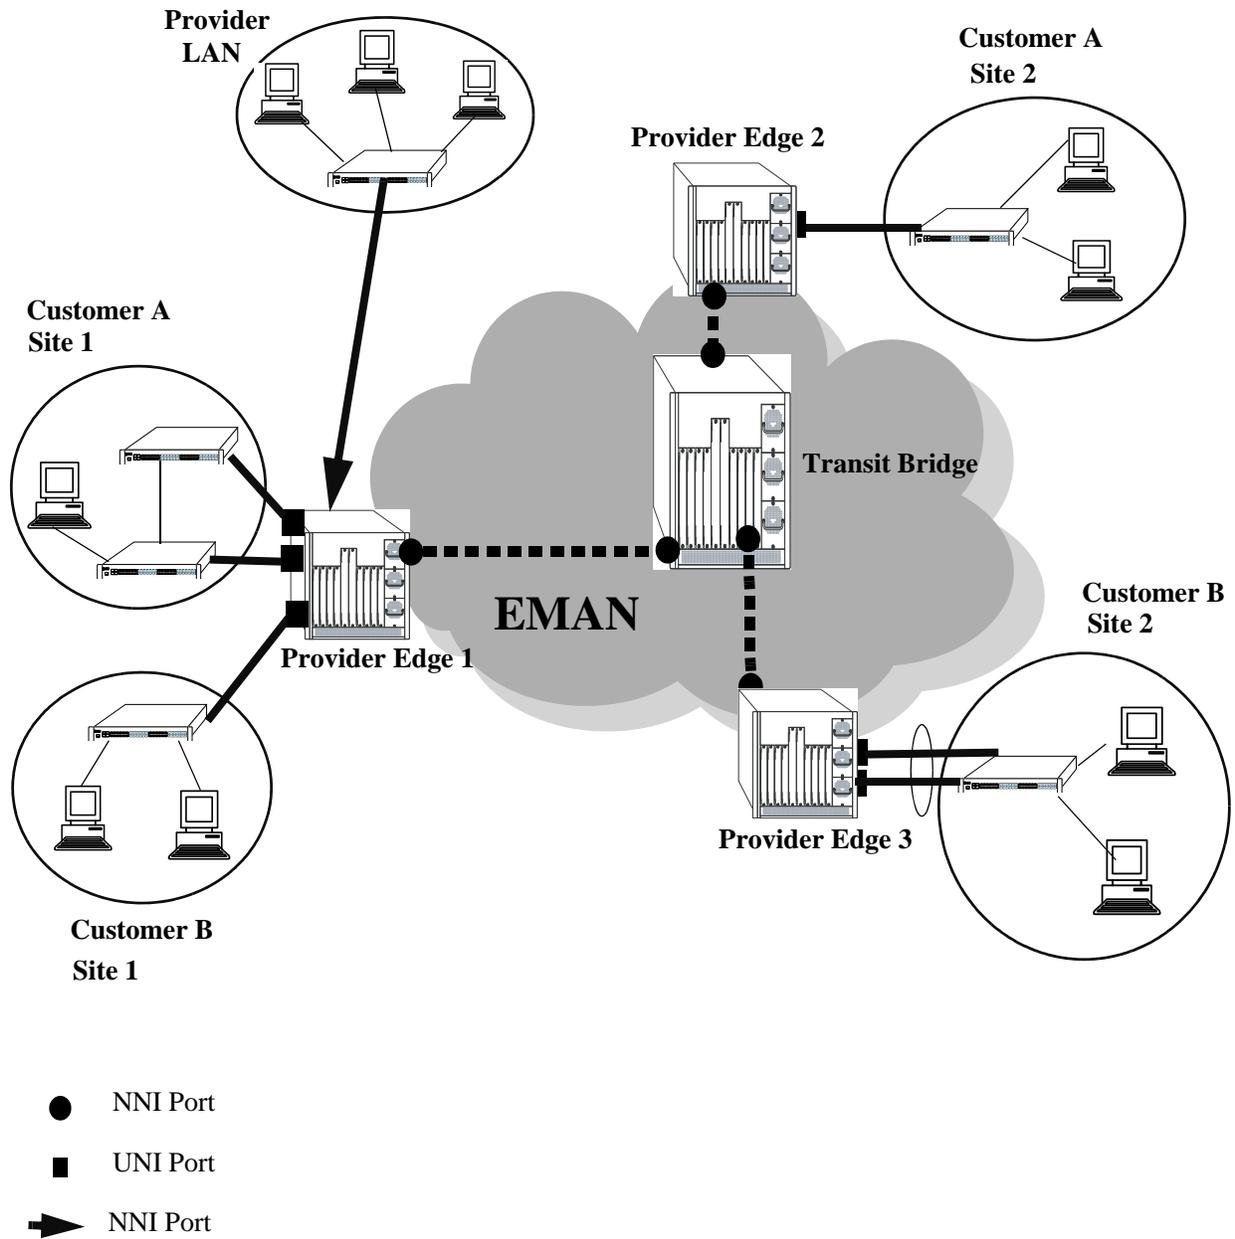 Provider
LAN
Customer A
Site 2
Provider Edge 2
Customer A
Site 1
Transit Bridge
EMAN
Customer B
Site 2
Provider Edge 1
Provider Edge 3
Customer B
Site 1
NNI Port
UNI Port
NNI Port